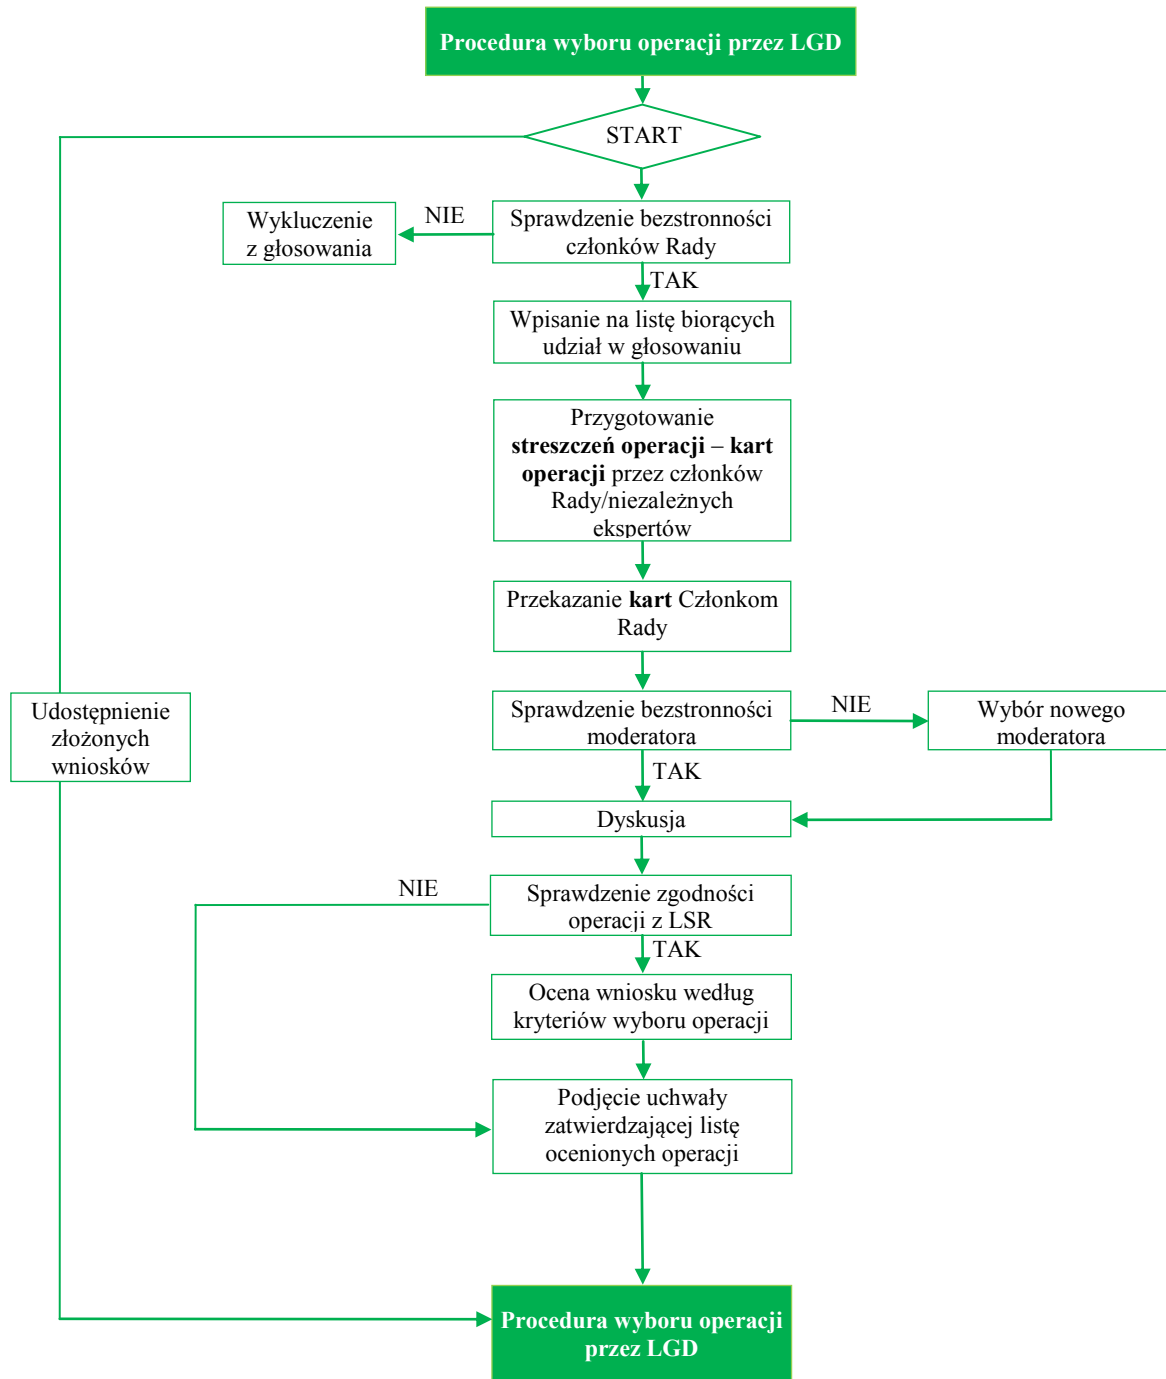 Procedura wyboru operacji przez LGD
START
NIE
Wykluczenie
z głosowania
Sprawdzenie bezstronności
członków Rady
TAK
Wpisanie na listę biorących
udział w głosowaniu
Przygotowanie
streszczeń operacji – kart
operacji przez członków
Rady/niezależnych
ekspertów
Przekazanie kart Członkom
Rady
Udostępnienie
złożonych
wniosków
Sprawdzenie bezstronności
moderatora
NIE
Wybór nowego
moderatora
TAK
Dyskusja
NIE
Sprawdzenie zgodności
operacji z LSR
TAK
Ocena wniosku według
kryteriów wyboru operacji
Podjęcie uchwały
zatwierdzającej listę
ocenionych operacji
Procedura wyboru operacji
przez LGD